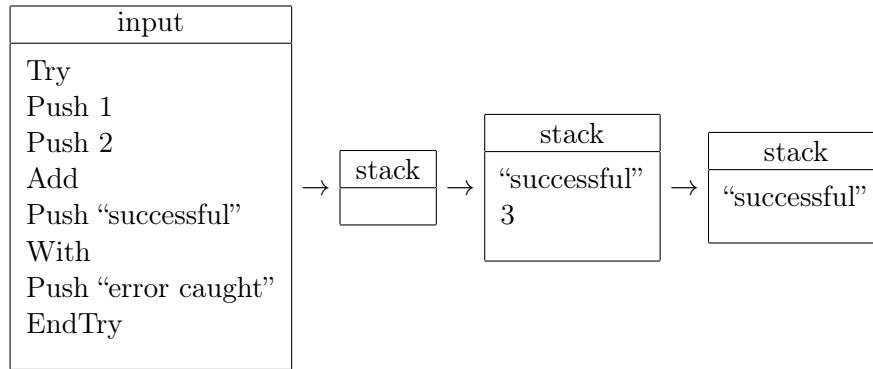 input
Try
Push 1
Push 2
Add
Push “successful”
With
Push “error caught”
EndTry
→
stack
→
stack
“successful”
3
→
stack
“successful”